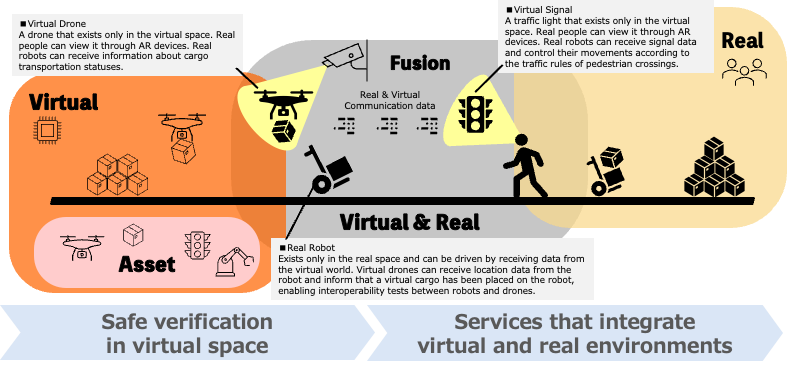 ■Virtual Drone
A drone that exists only in the virtual space. Real
people can view it through AR devices. Real
robots can receive information about cargo
transportation statuses.
■Virtual Signal
A traffic light that exists only in the virtual
space. Real people can view it through AR
devices. Real robots can receive signal data
and control their movements according to
the traffic rules of pedestrian crossings.
Virtual
Fusion
Real
Real & Virtual
Communication data
Virtual & Real
Asset
■Real Robot
Exists only in the real space and can be driven by receiving data from
the virtual world. Virtual drones can receive location data from the
robot and inform that a virtual cargo has been placed on the robot,
enabling interoperability tests between robots and drones.
Safe verification
in virtual space
Services that integrate
virtual and real environments